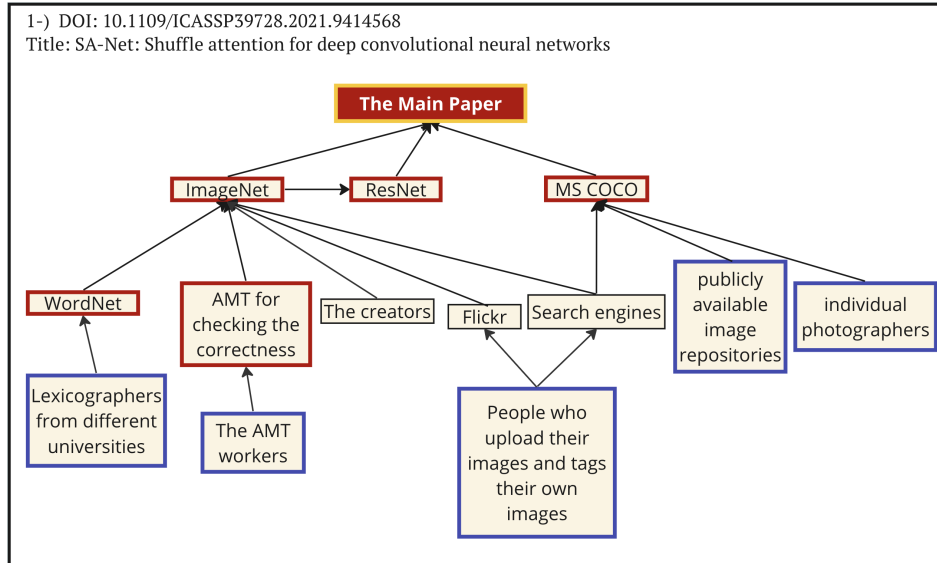 1-) DOI: 10.1109/ICASSP39728.2021.9414568
Title: SA-Net: Shuffle attention for deep convolutional neural networks
The Main Paper
ImageNet
ResNet
MS COCO
WordNet
AMT for
checking the
correctness
The creators
Flickr
Search engines
publicly
available
image
repositories
individual
photographers
Lexicographers
from different
universities
The AMT
workers
People who
upload their
images and tags
their own
images